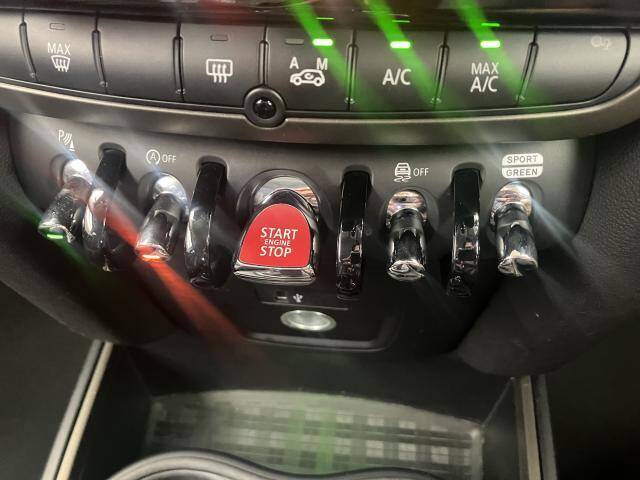 MAX
A M
A/C
MAX
A/C
P
A OFF
OFF
SPORT
GREEN
START
ENGINE
STOP